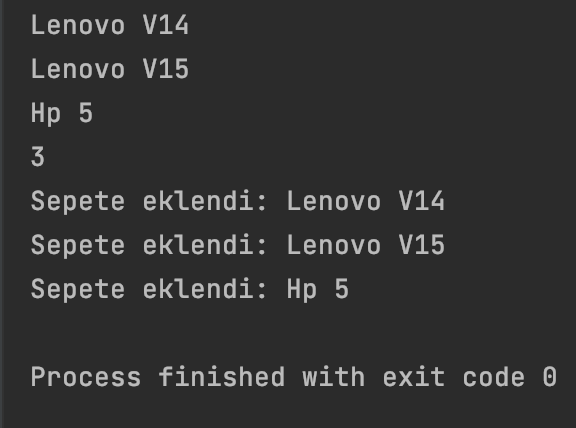 Lenovo V14
Lenovo V15
Hp 5
3
Sepete eklendi: Lenovo V14
Sepete eklendi: Lenovo V15
Sepete eklendi: Hp 5
Process finished with exit code 0